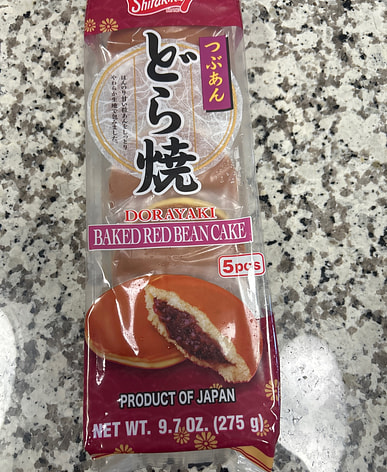 Shirakiku
つぶあん
どら焼
DORAYAKI
BAKED RED BEAN CAKE
5pcs
PRODUCT OF JAPAN
NET WT. 9.7 OZ. (275 g)